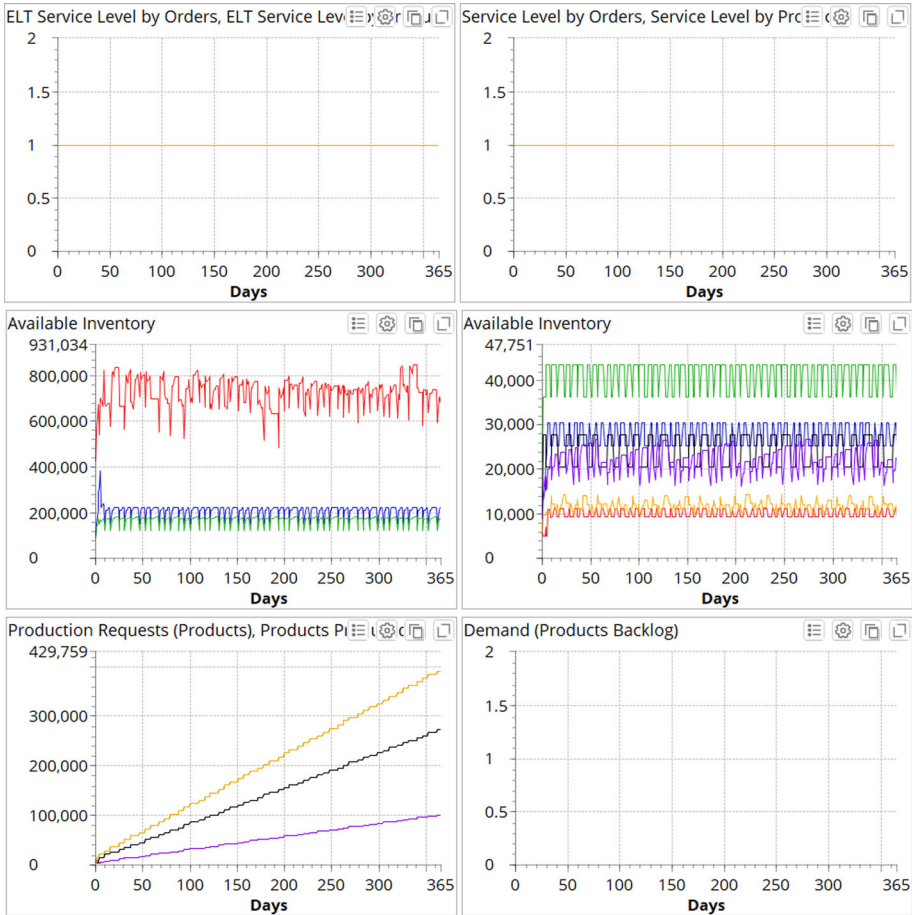 ELT Service Level by Orders, ELT Service Level by
2
1.5
1
0.5
0
0 50 100 150 200 250 300 365
Days
Service Level by Orders, Service Level by
2
1.5
1
0.5
0
0 50 100 150 200 250 300 365
Days
Available Inventory
931,034
800,000
600,000
400,000
200,000
0
0 50 100 150 200 250 300 365
Days
Available Inventory
47,751
40,000
30,000
20,000
10,000
0
0 50 100 150 200 250 300 365
Days
Production Requests (Products), Products
429,759
300,000
200,000
100,000
0
0 50 100 150 200 250 300 365
Days
Demand (Products Backlog)
2
1.5
1
0.5
0
0 50 100 150 200 250 300 365
Days